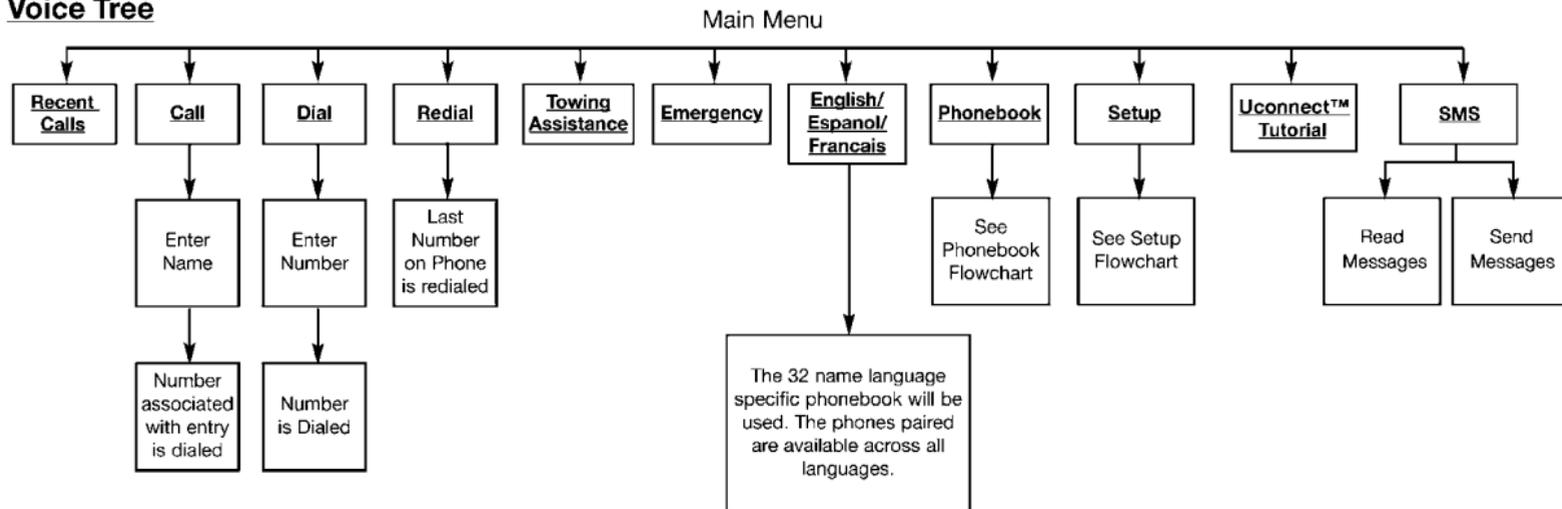 Voice Tree
Main Menu
Recent
Calls
Call
Dial
Redial
Towing
Assistance
Emergency
English/
Espanol/
Francais
Phonebook
Setup
Uconnect™
Tutorial
SMS
Enter
Name
Enter
Number
Last
Number
on Phone
is redialed
See
Phonebook
Flowchart
See Setup
Flowchart
Read
Messages
Send
Messages
Number
associated
with entry
is dialed
Number
is Dialed
The 32 name language
specific phonebook will be
used. The phones paired
are available across all
languages.